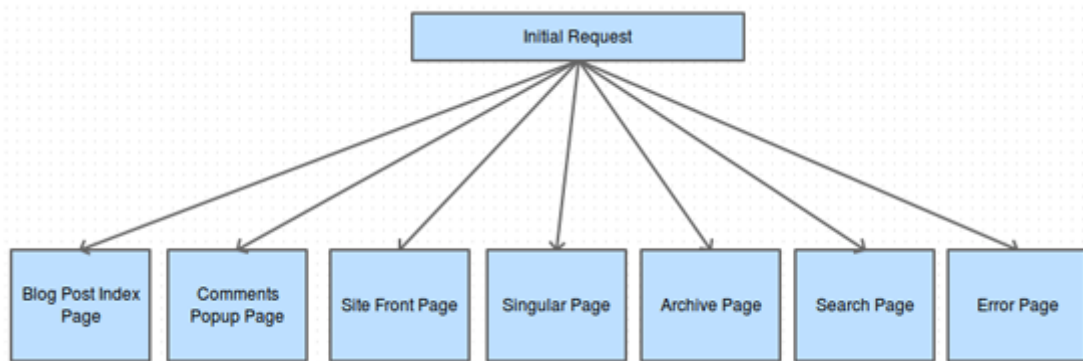 Initial Request
Blog Post Index
Page
Comments
Popup Page
Site Front Page
Singular Page
Archive Page
Search Page
Error Page